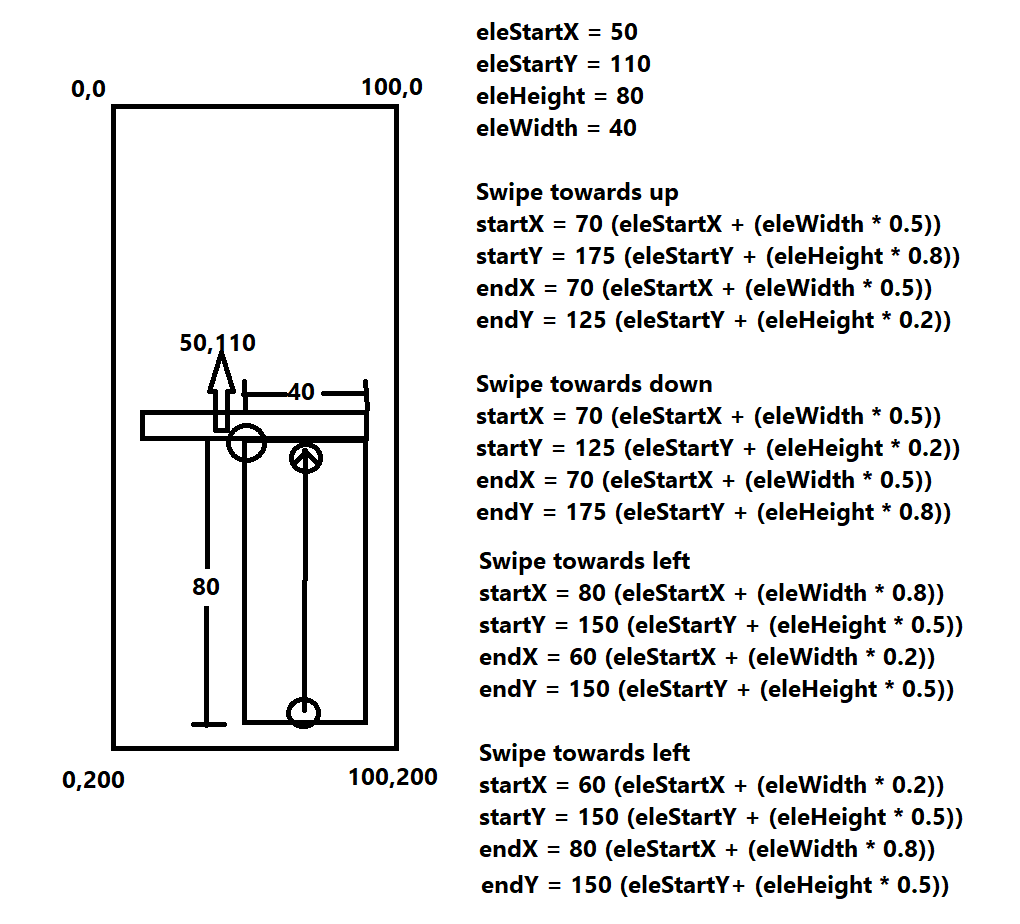 0,0
100,0
50,110
40
80
0,200
100,200
eleStartX = 50
eleStartY = 110
eleHeight = 80
eleWidth = 40
Swipe towards up
startX = 70 (eleStartX + (eleWidth * 0.5))
startY = 175 (eleStartY + (eleHeight * 0.8))
endX = 70 (eleStartX + (eleWidth * 0.5))
endY = 125 (eleStartY + (eleHeight * 0.2))
Swipe towards down
startX = 70 (eleStartX + (eleWidth * 0.5))
startY = 125 (eleStartY + (eleHeight * 0.2))
endX = 70 (eleStartX + (eleWidth * 0.5))
endY = 175 (eleStartY + (eleHeight * 0.8))
Swipe towards left
startX = 80 (eleStartX + (eleWidth * 0.8))
startY = 150 (eleStartY + (eleHeight * 0.5))
endX = 60 (eleStartX + (eleWidth * 0.2))
endY = 150 (eleStartY + (eleHeight * 0.5))
Swipe towards left
startX = 60 (eleStartX + (eleWidth * 0.2))
startY = 150 (eleStartY + (eleHeight * 0.5))
endX = 80 (eleStartX + (eleWidth * 0.8))
endY = 150 (eleStartY+ (eleHeight * 0.5))